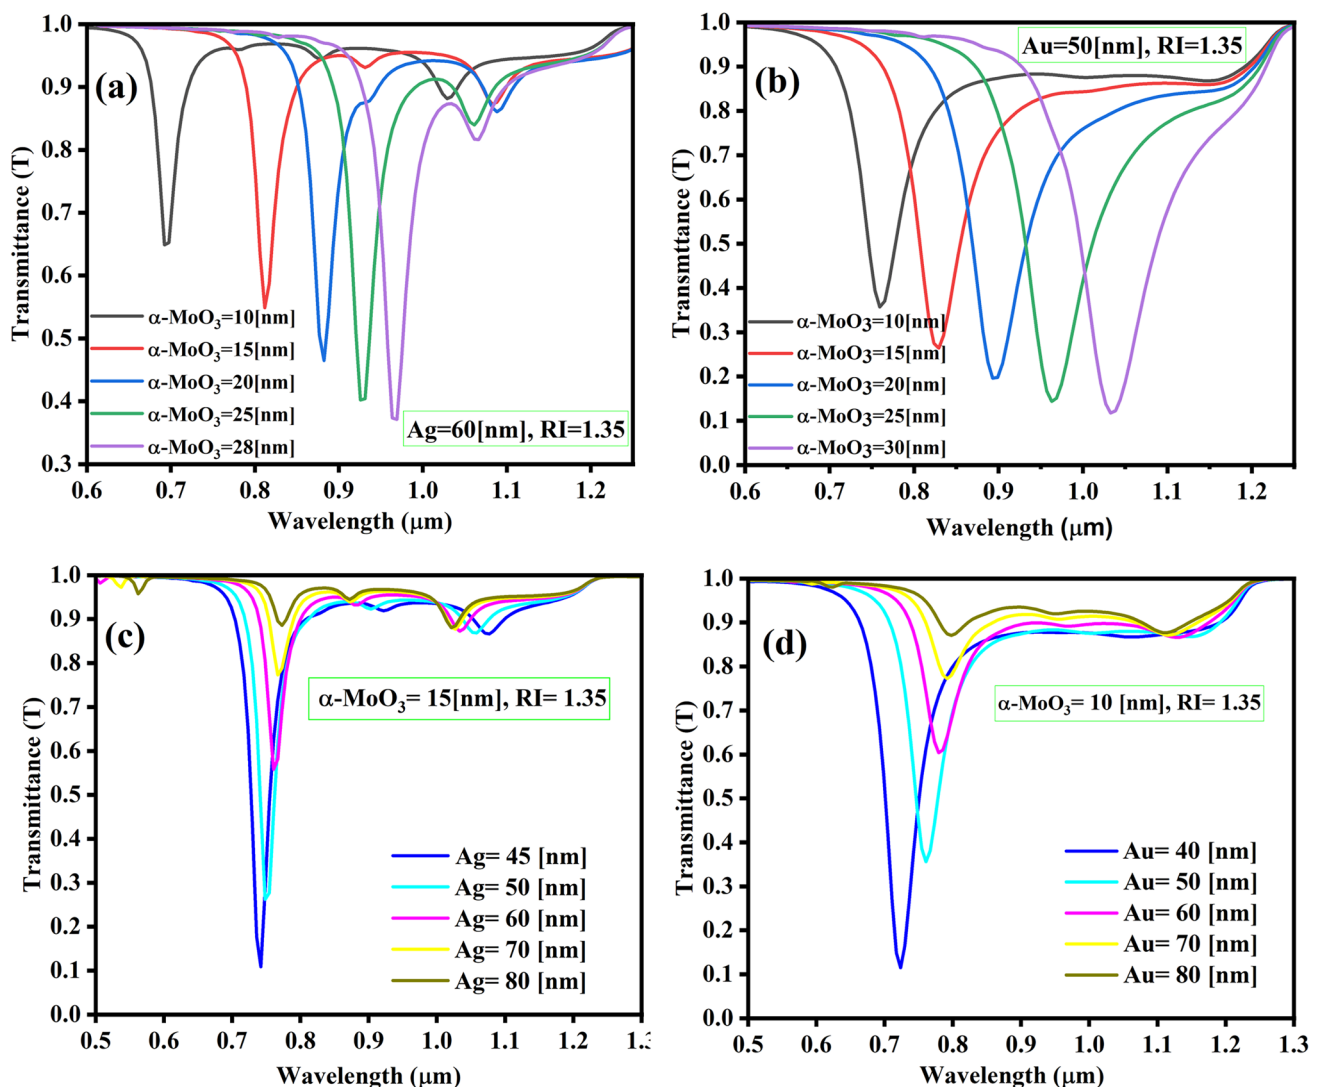 (a)
Transmittance (T)
1.0
0.9
0.8
0.7
0.6
0.5
0.4
0.3
α-MoO₃=10[nm]
α-MoO₃=15[nm]
α-MoO₃=20[nm]
α-MoO₃=25[nm]
α-MoO₃=28[nm]
Ag=60[nm], RI=1.35
0.6 0.7 0.8 0.9 1.0 1.1 1.2
Wavelength (μm)
(b)
Transmttance (T)
1.0
0.9
0.8
0.7
0.6
0.5
0.4
0.3
0.2
0.1
0.0
Au=50[nm], RI=1.35
α-MoO3=10[nm]
α-MoO3=15[nm]
α-MoO3=20[nm]
α-MoO3=25[nm]
α-MoO3=30[nm]
0.6 0.7 0.8 0.9 1.0 1.1 1.2
Wavelength (μm)
(c)
Transmittance (T)
1.0
0.9
0.8
0.7
0.6
0.5
0.4
0.3
0.2
0.1
0.0
α-MoO₃= 15[nm], RI= 1.35
Ag= 45 [nm]
Ag= 50 [nm]
Ag= 60 [nm]
Ag= 70 [nm]
Ag= 80 [nm]
0.5 0.6 0.7 0.8 0.9 1.0 1.1 1.2 1.3
Wavelength (μm)
(d)
Transmittance (T)
1.0
0.9
0.8
0.7
0.6
0.5
0.4
0.3
0.2
0.1
0.0
α-MoO₃= 10 [nm], RI= 1.35
Au= 40 [nm]
Au= 50 [nm]
Au= 60 [nm]
Au= 70 [nm]
Au= 80 [nm]
0.5 0.6 0.7 0.8 0.9 1.0 1.1 1.2 1.3
Wavelength (μm)